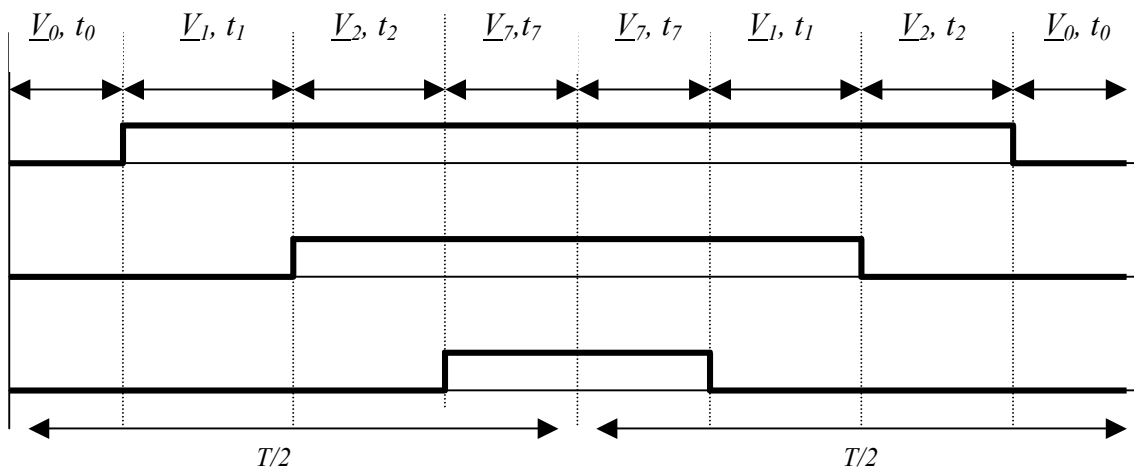 V0, t0 V1, t1 V2, t2 V7,t7 V7, t7 V1, t1 V2, t2 V0, t0
T/2 T/2